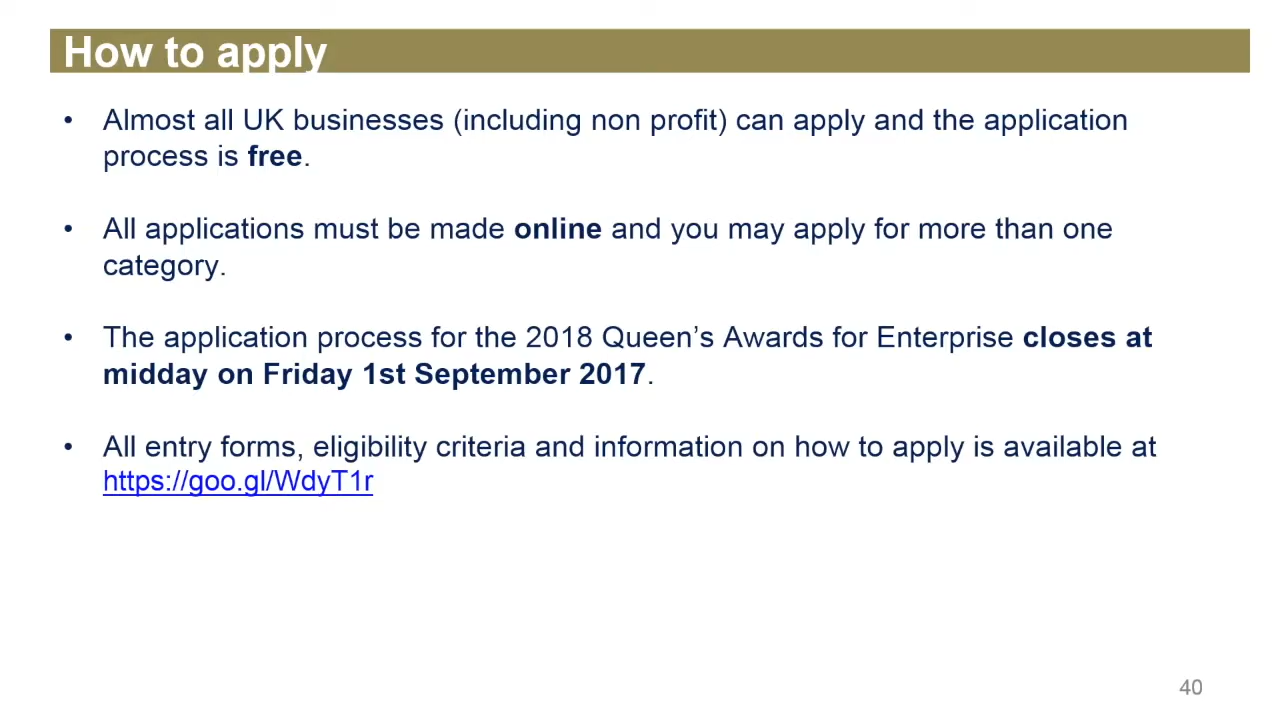 How to apply
• Almost all UK businesses (including non profit) can apply and the application
process is free.
• All applications must be made online and you may apply for more than one
category.
• The application process for the 2018 Queen’s Awards for Enterprise closes at
midday on Friday 1st September 2017.
• All entry forms, eligibility criteria and information on how to apply is available at
https://goo.gl/WdyT1r
40